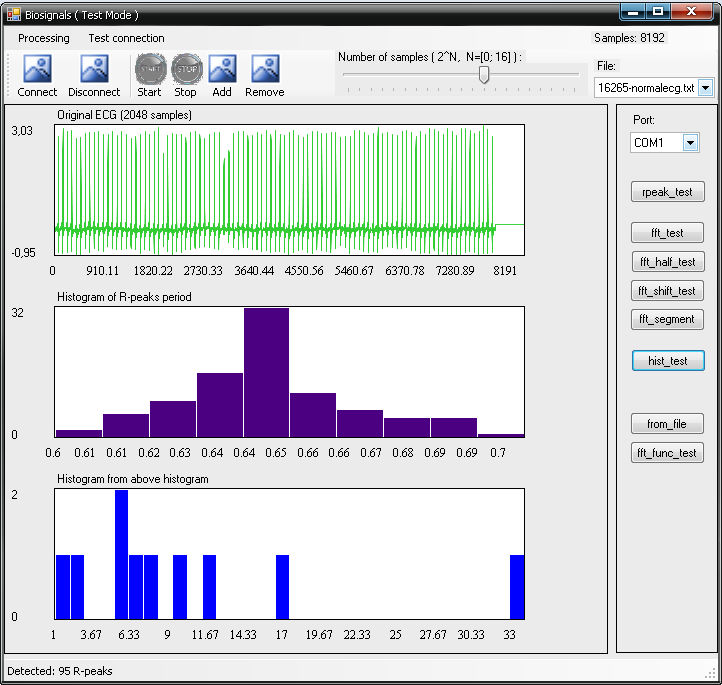 Biosignals ( Test Mode )
Processing Test connection
Samples: 8192
Connect Disconnect Start Stop Add Remove
START STOP
Number of samples ( 2^N, N=[0; 16] ) :
File:
16265-normalecg.txt
Original ECG (2048 samples)
3,03
-0,95
0 910.11 1820.22 2730.33 3640.44 4550.56 5460.67 6370.78 7280.89 8191
Histogram of R-peaks period
32
0
0.6 0.61 0.61 0.62 0.64 0.64 0.65 0.66 0.66 0.67 0.68 0.69 0.69 0.7
Histogram from above histogram
2
0
1 3.67 6.33 9 11.67 14.33 17 19.67 22.33 25 27.67 30.33 33
Port:
COM1
rpeak_test
fft_test
fft_half_test
fft_shift_test
fft_segment
hist_test
from_file
fft_func_test
Detected: 95 R-peaks